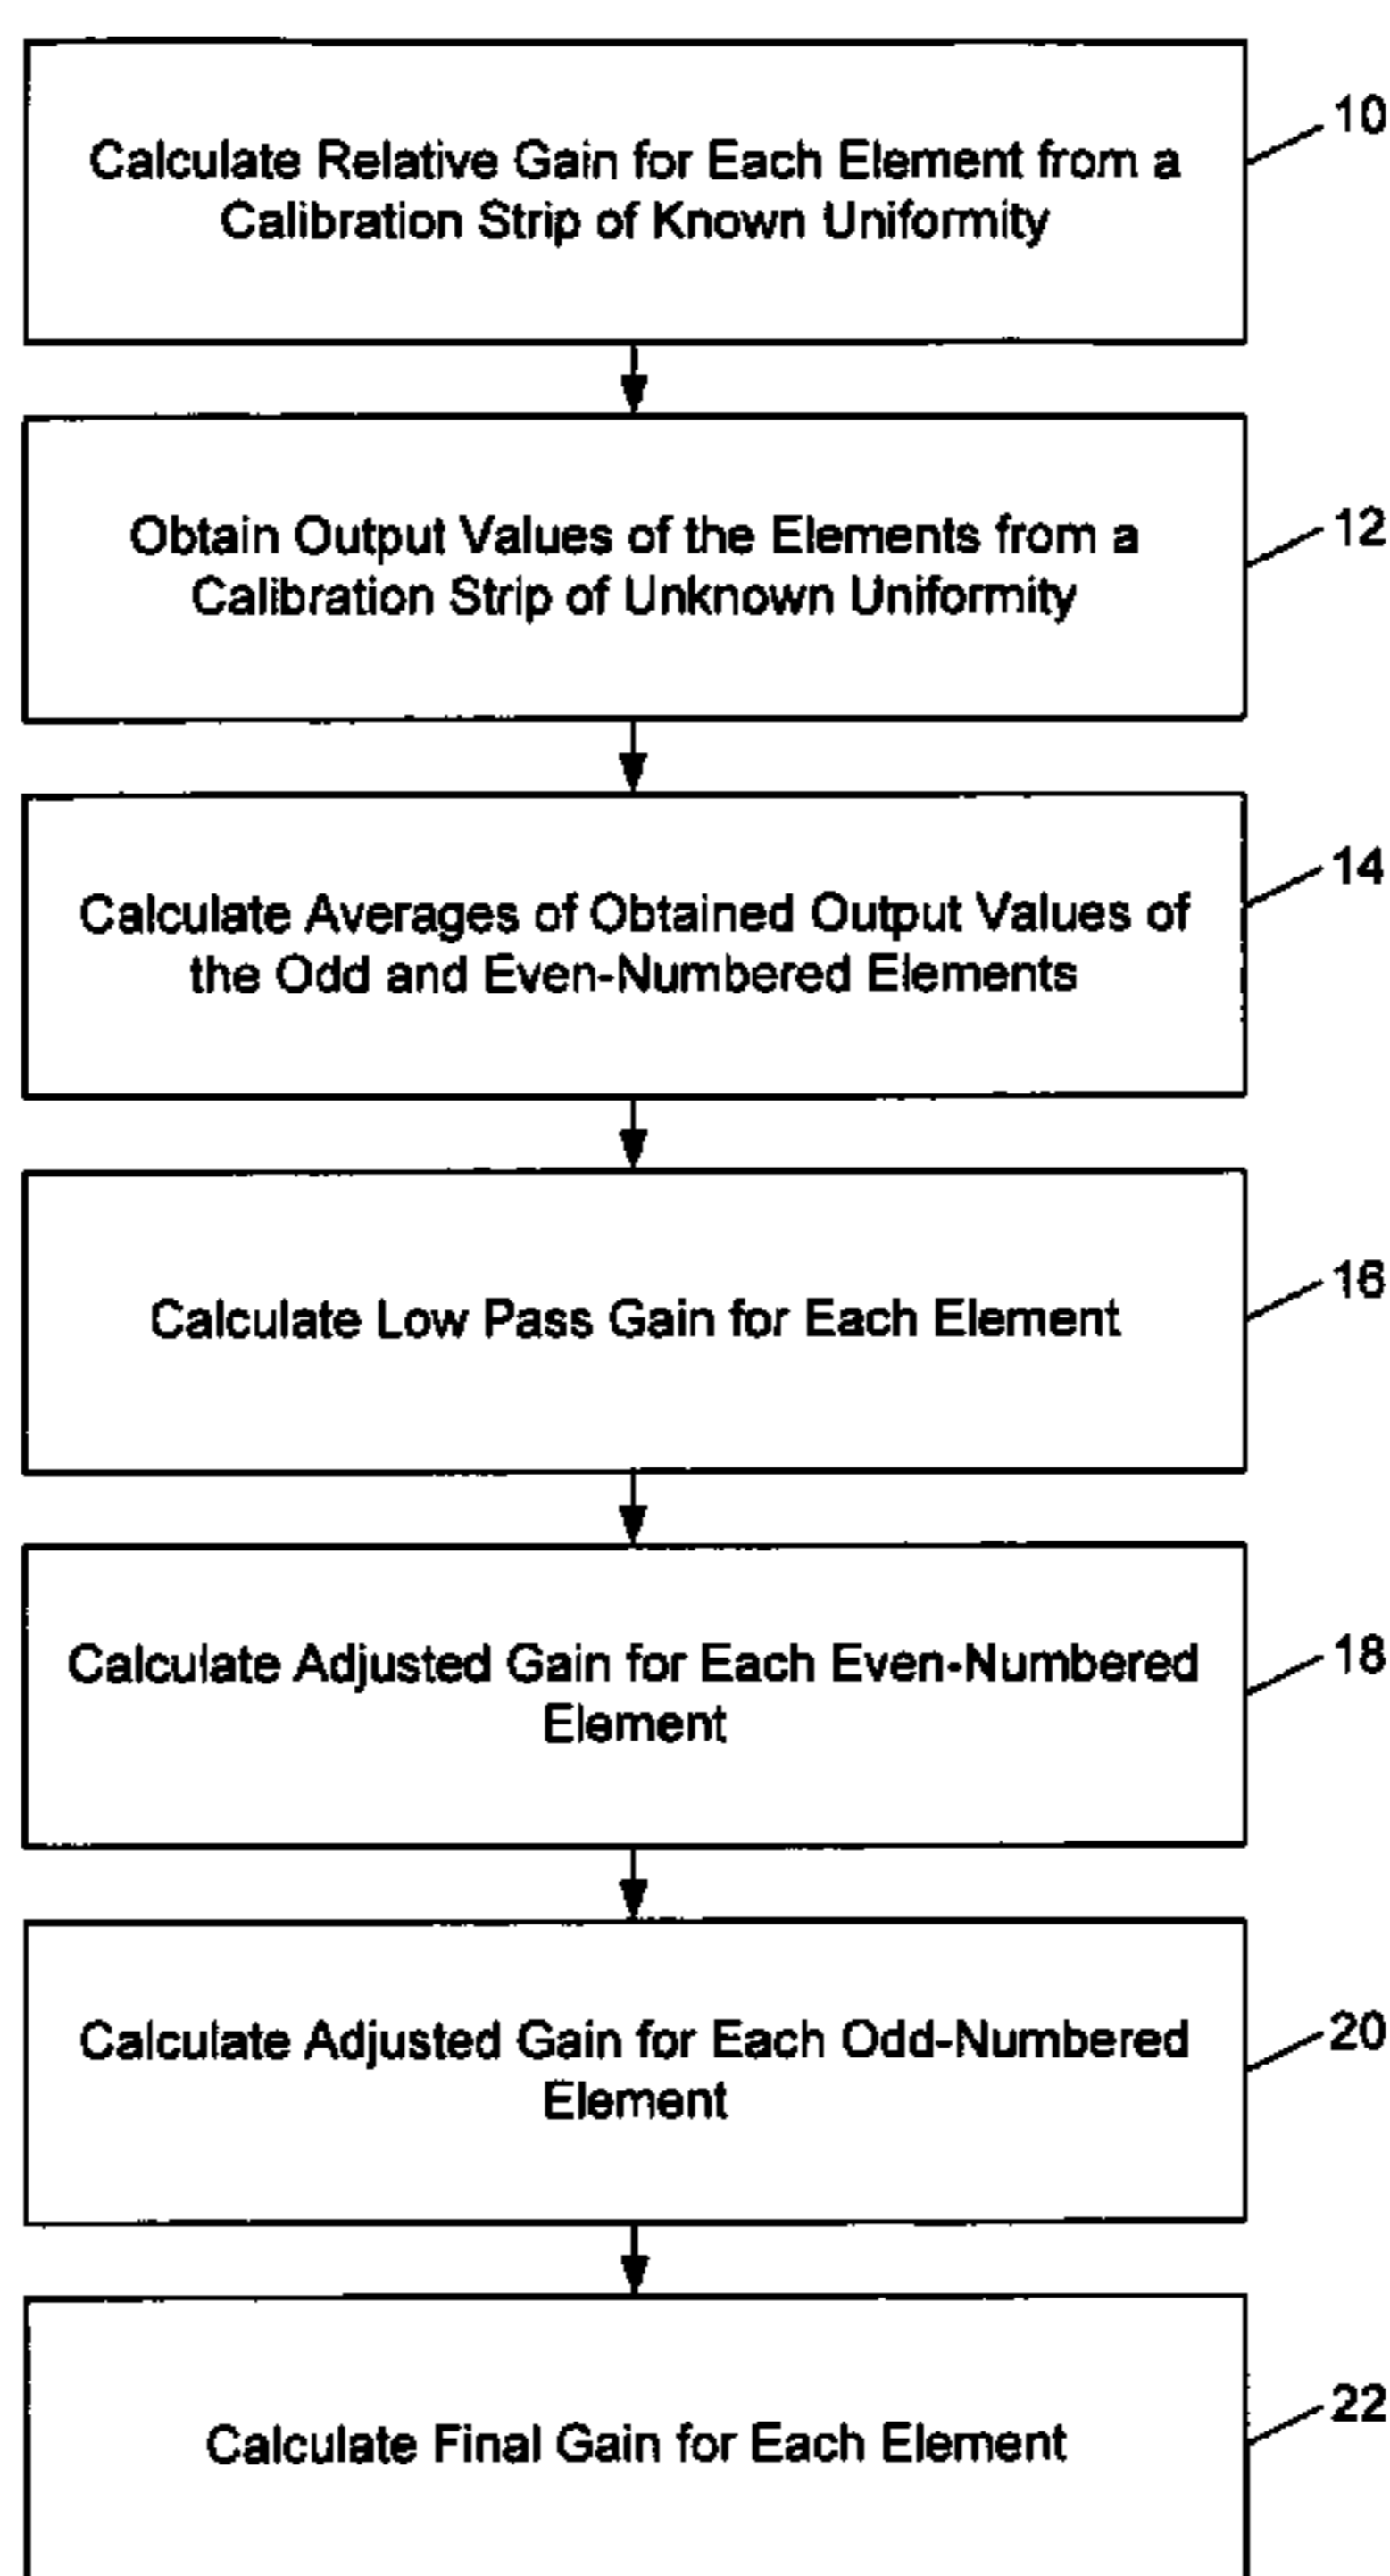 10
Calculate Relative Gain for Each Element from a
Calibration Strip of Known Uniformity
12
Obtain Output Values of the Elements from a
Calibration Strip of Unknown Uniformity
14
Calculate Averages of Obtained Output Values of
the Odd and Even-Numbered Elements
16
Calculate Low Pass Gain for Each Element
18
Calculate Adjusted Gain for Each Even-Numbered
Element
20
Calculate Adjusted Gain for Each Odd-Numbered
Element
22
Calculate Final Gain for Each Element